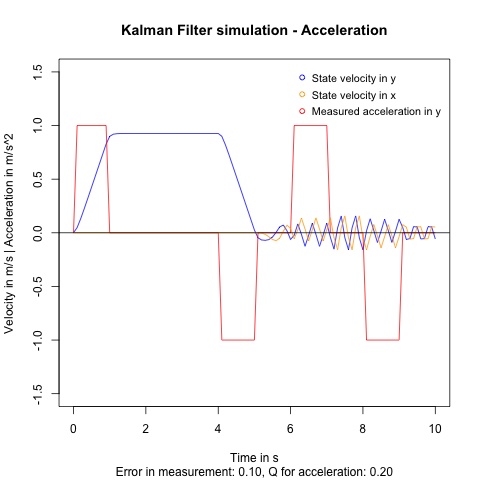 Kalman Filter simulation - Acceleration
Velocity in m/s | Acceleration in m/s^2
1.5
1.0
0.5
0.0
-0.5
-1.0
-1.5
State velocity in y
State velocity in x
Measured acceleration in y
0 2 4 6 8 10
Time in s
Error in measurement: 0.10, Q for acceleration: 0.20